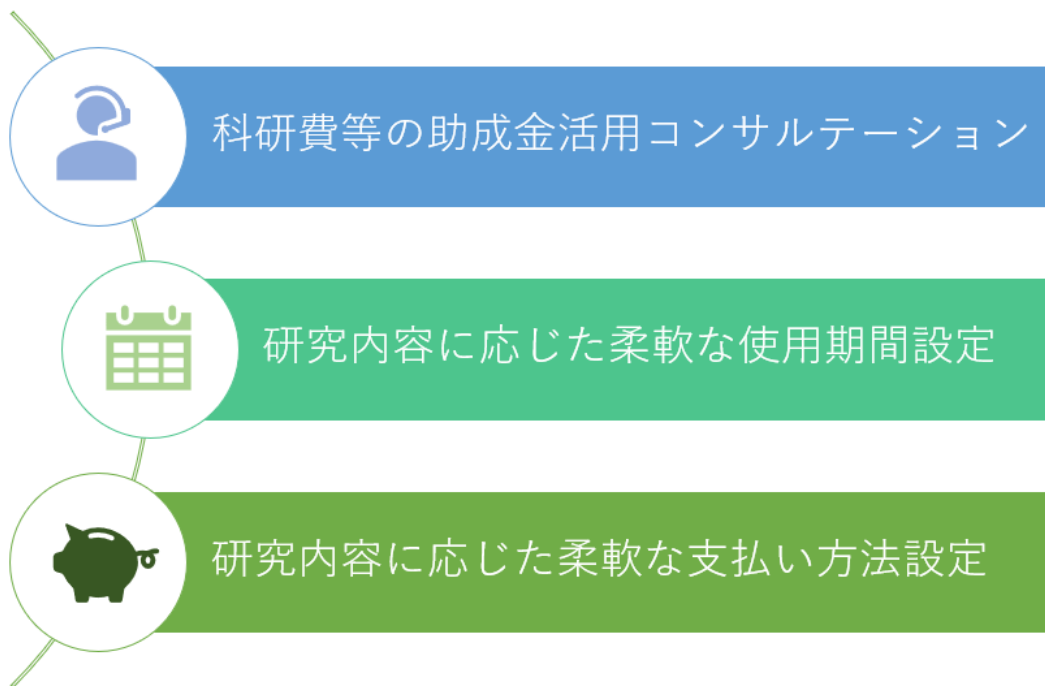 科研費等の助成金活用コンサルテーション
研究内容に応じた柔軟な使用期間設定
研究内容に応じた柔軟な支払い方法設定